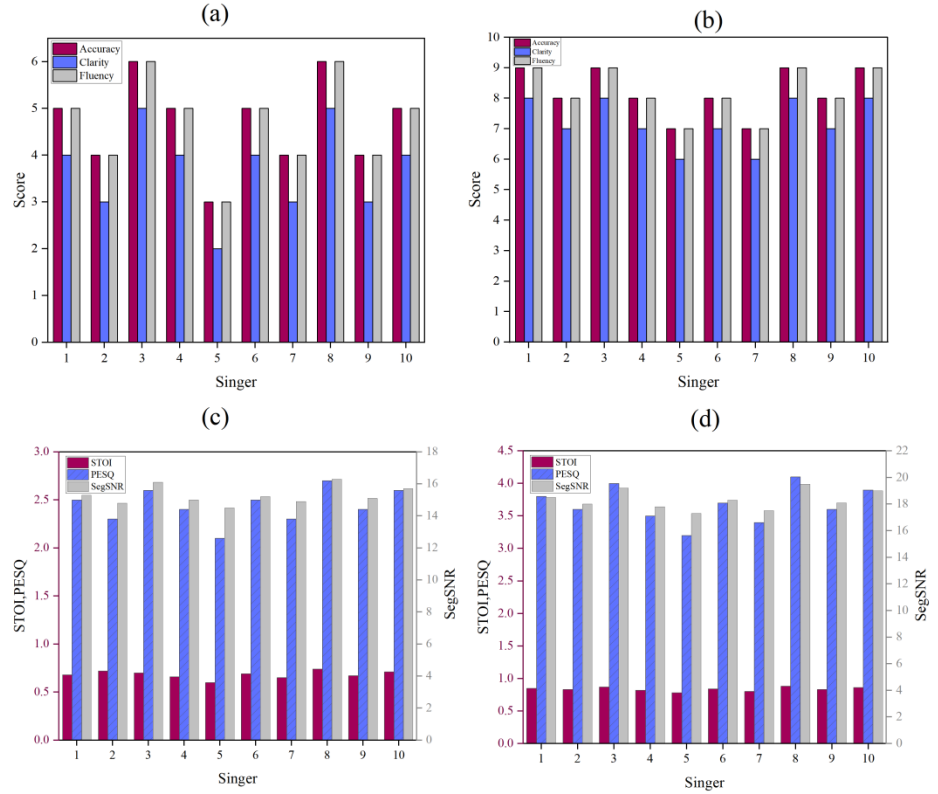 (a)
Accuracy
Clarity
Fluency
6
5
4
3
2
1
0
Score
1 2 3 4 5 6 7 8 9 10
Singer
(b)
Accuracy
Clarity
Fluency
10
9
8
7
6
5
4
3
2
1
0
Score
1 2 3 4 5 6 7 8 9 10
Singer
(c)
STOI
PESQ
SegSNR
3.0
2.5
2.0
1.5
1.0
0.5
0.0
STOI,PESQ
18
16
14
12
10
8
6
4
2
0
SegSNR
1 2 3 4 5 6 7 8 9 10
Singer
(d)
STOI
PESQ
SegSNR
4.5
4.0
3.5
3.0
2.5
2.0
1.5
1.0
0.5
0.0
STOI,PESQ
22
20
18
16
14
12
10
8
6
4
2
0
SegSNR
1 2 3 4 5 6 7 8 9 10
Singer